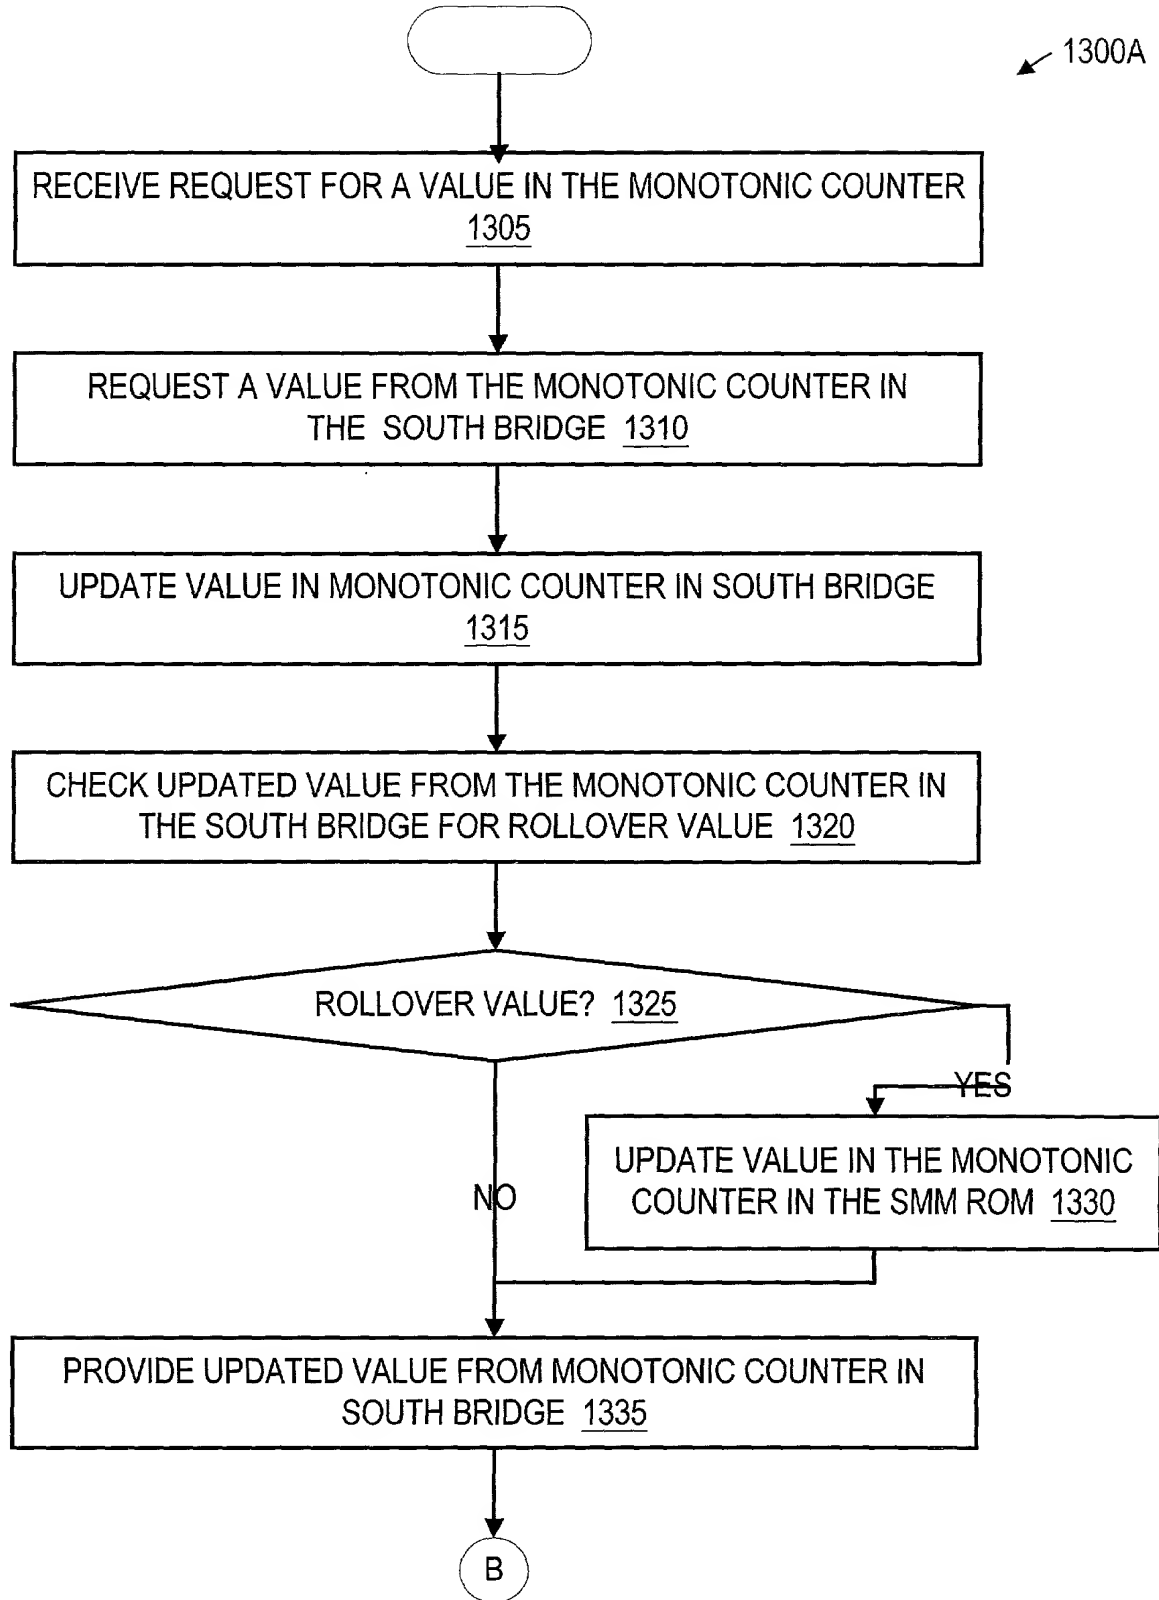 1300A
RECEIVE REQUEST FOR A VALUE IN THE MONOTONIC COUNTER
1305
REQUEST A VALUE FROM THE MONOTONIC COUNTER IN
THE SOUTH BRIDGE 1310
UPDATE VALUE IN MONOTONIC COUNTER IN SOUTH BRIDGE
1315
CHECK UPDATED VALUE FROM THE MONOTONIC COUNTER IN
THE SOUTH BRIDGE FOR ROLLOVER VALUE 1320
ROLLOVER VALUE? 1325
YES
UPDATE VALUE IN THE MONOTONIC
COUNTER IN THE SMM ROM 1330
NO
PROVIDE UPDATED VALUE FROM MONOTONIC COUNTER IN
SOUTH BRIDGE 1335
B